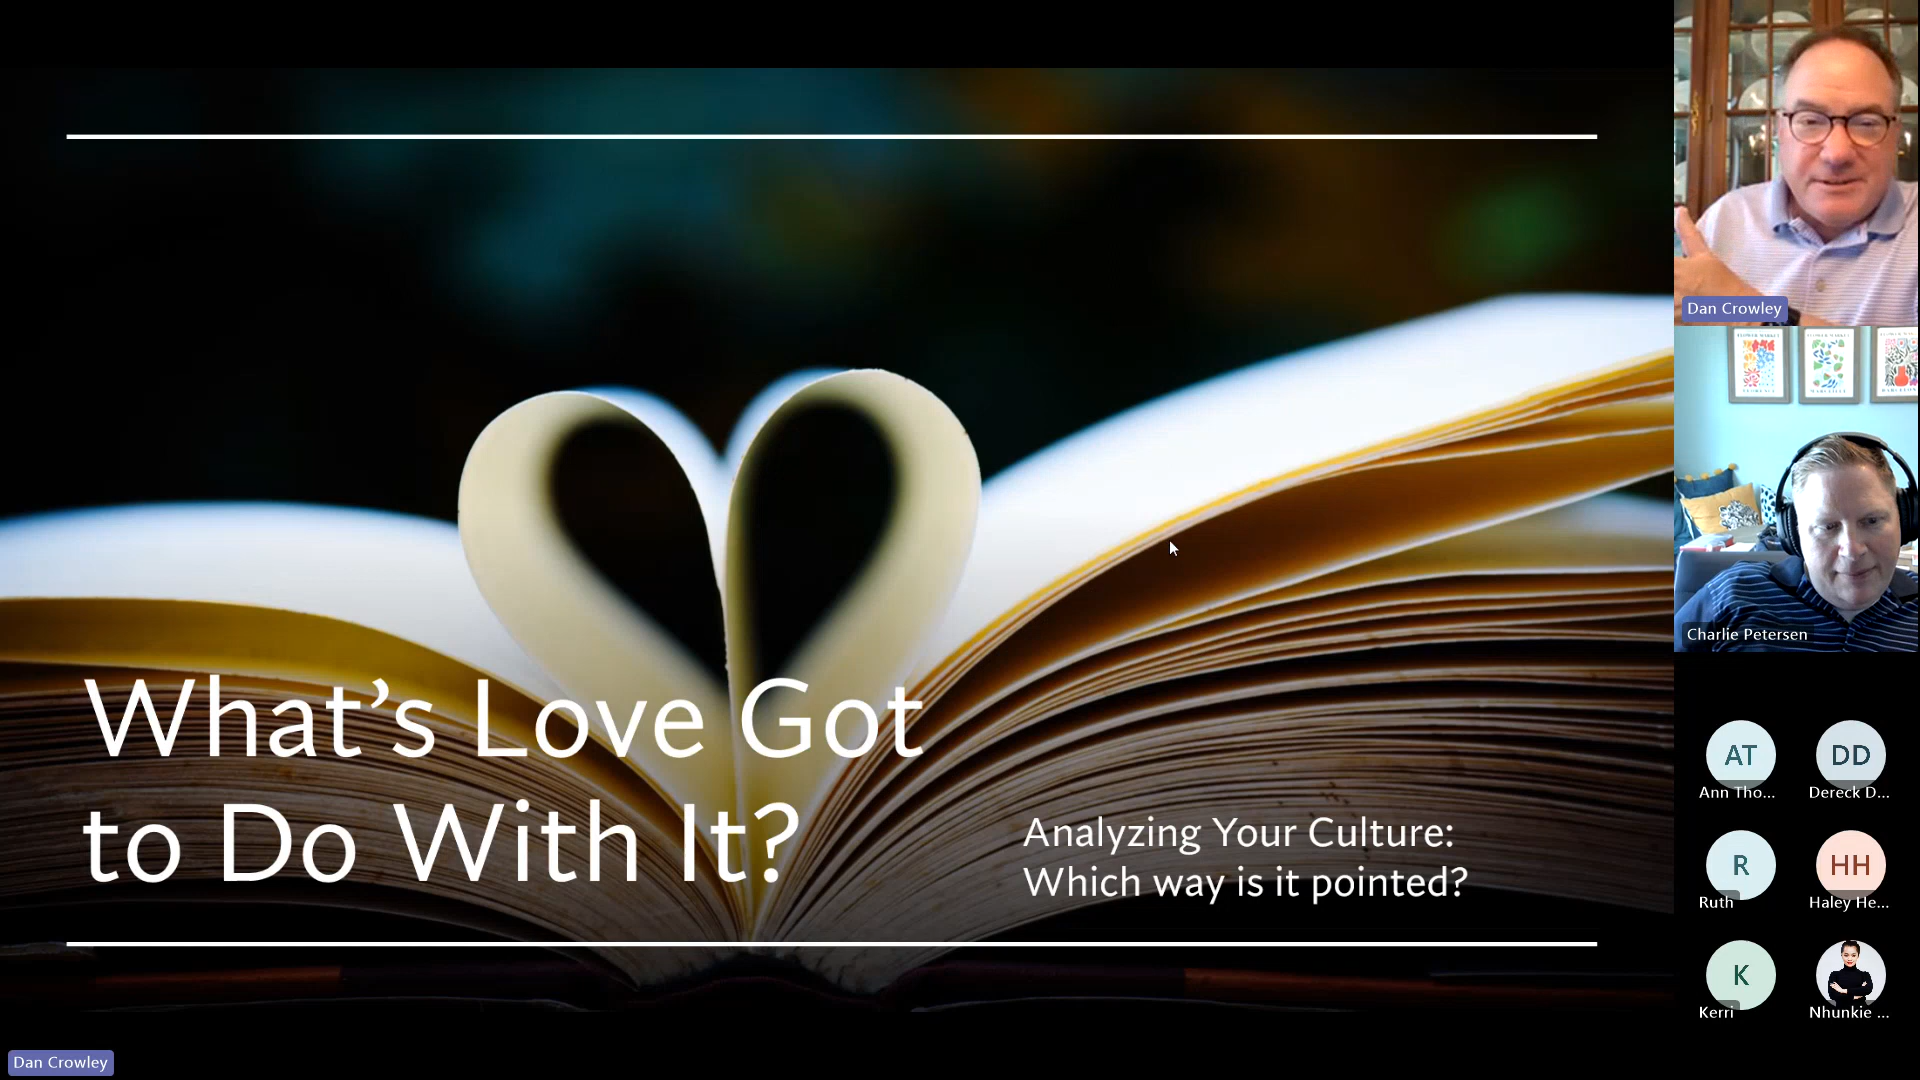 What's Love Got
to Do With It?
Analyzing Your Culture:
Which way is it pointed?
Dan Crowley
Dan Crowley
Charlie Petersen
AT
Ann Tho...
DD
Dereck D...
R
Ruth
HH
Haley He...
K
Kerri
Nhunkie ...